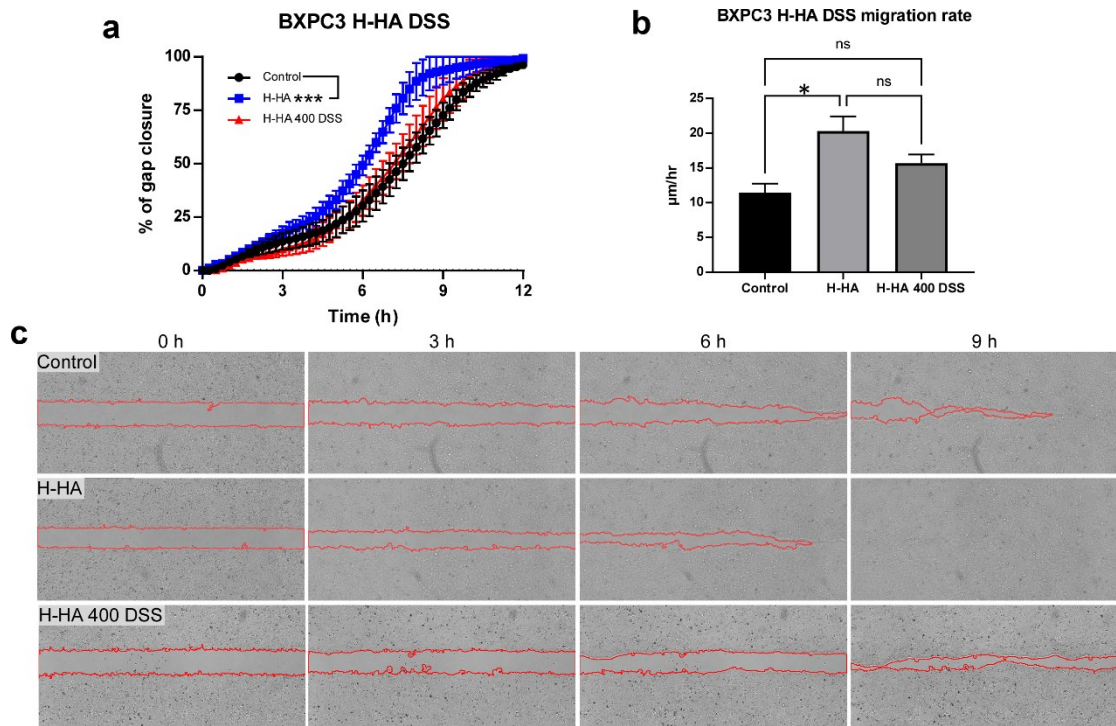 a
BXPC3 H-HA DSS
% of gap closure
100
75
50
25
0
Control
H-HA ***
H-HA 400 DSS
0 3 6 9 12
Time (h)
b
BXPC3 H-HA DSS migration rate
ns
* ns
µm/hr
25
20
15
10
5
0
Control H-HA H-HA 400 DSS
c
0 h 3 h 6 h 9 h
Control
H-HA
H-HA 400 DSS